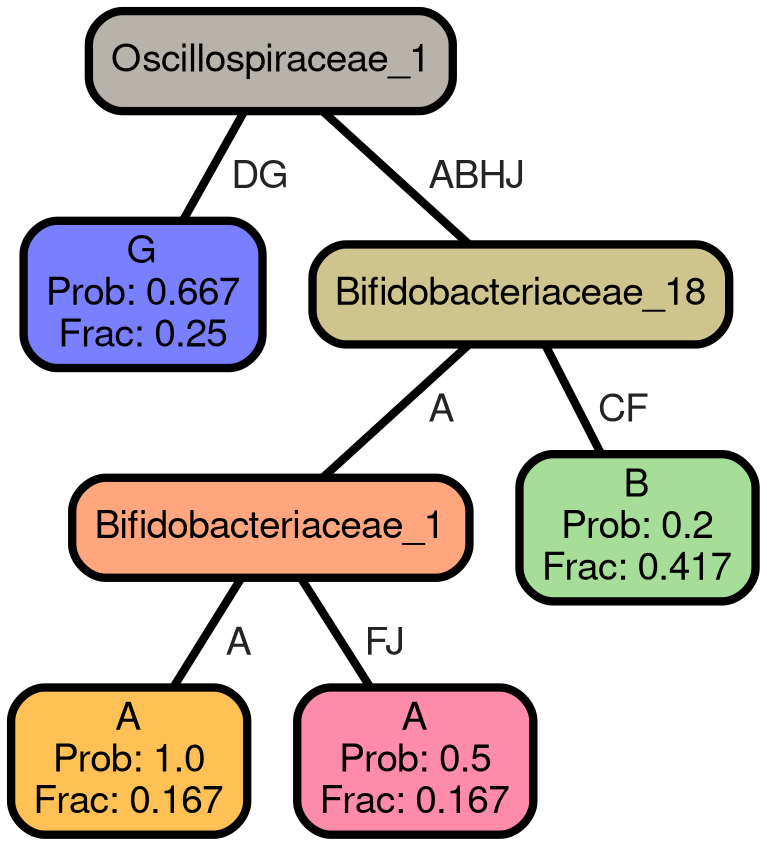 Oscillospiraceae_1
DG
ABHJ
G
Prob: 0.667
Frac: 0.25
Bifidobacteriaceae_18
A
CF
Bifidobacteriaceae_1
B
Prob: 0.2
Frac: 0.417
A
FJ
A
Prob: 1.0
Frac: 0.167
A
Prob: 0.5
Frac: 0.167